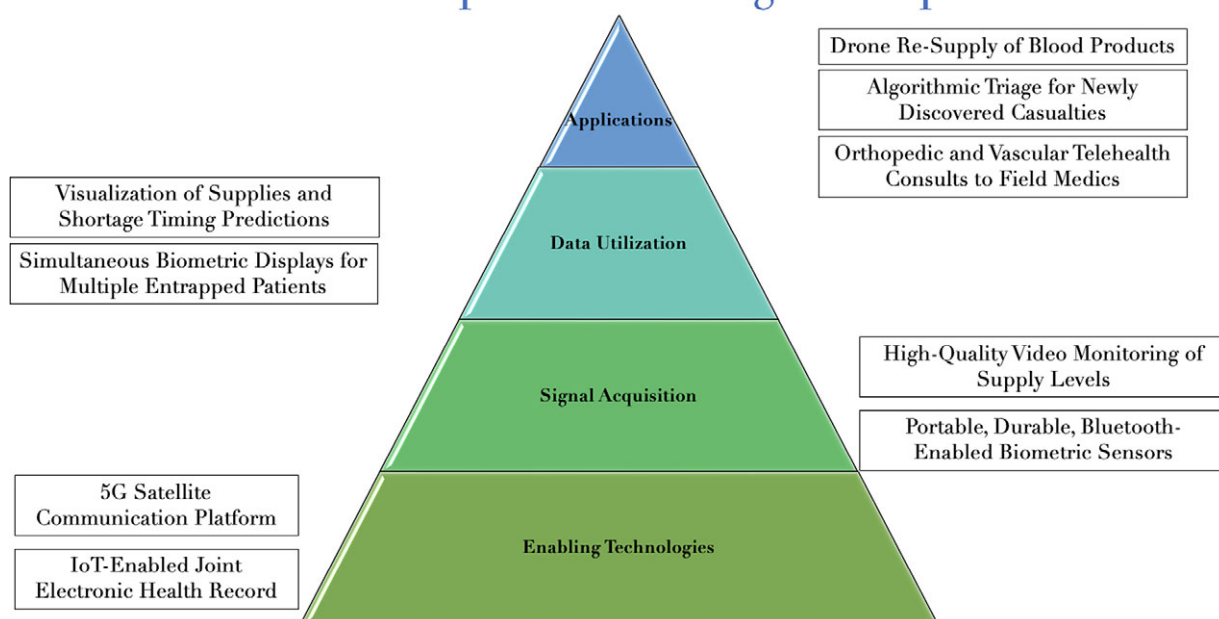 Drone Re-Supply of Blood Products
Algorithmic Triage for Newly
Discovered Casualties
Orthopedic and Vascular Telehealth
Consults to Field Medics
Applications
Visualization of Supplies and
Shortage Timing Predictions
Simultaneous Biometric Displays for
Multiple Entrapped Patients
Data Utilization
High-Quality Video Monitoring of
Supply Levels
Portable, Durable, Bluetooth-
Enabled Biometric Sensors
Signal Acquisition
5G Satellite
Communication Platform
IoT-Enabled Joint
Electronic Health Record
Enabling Technologies